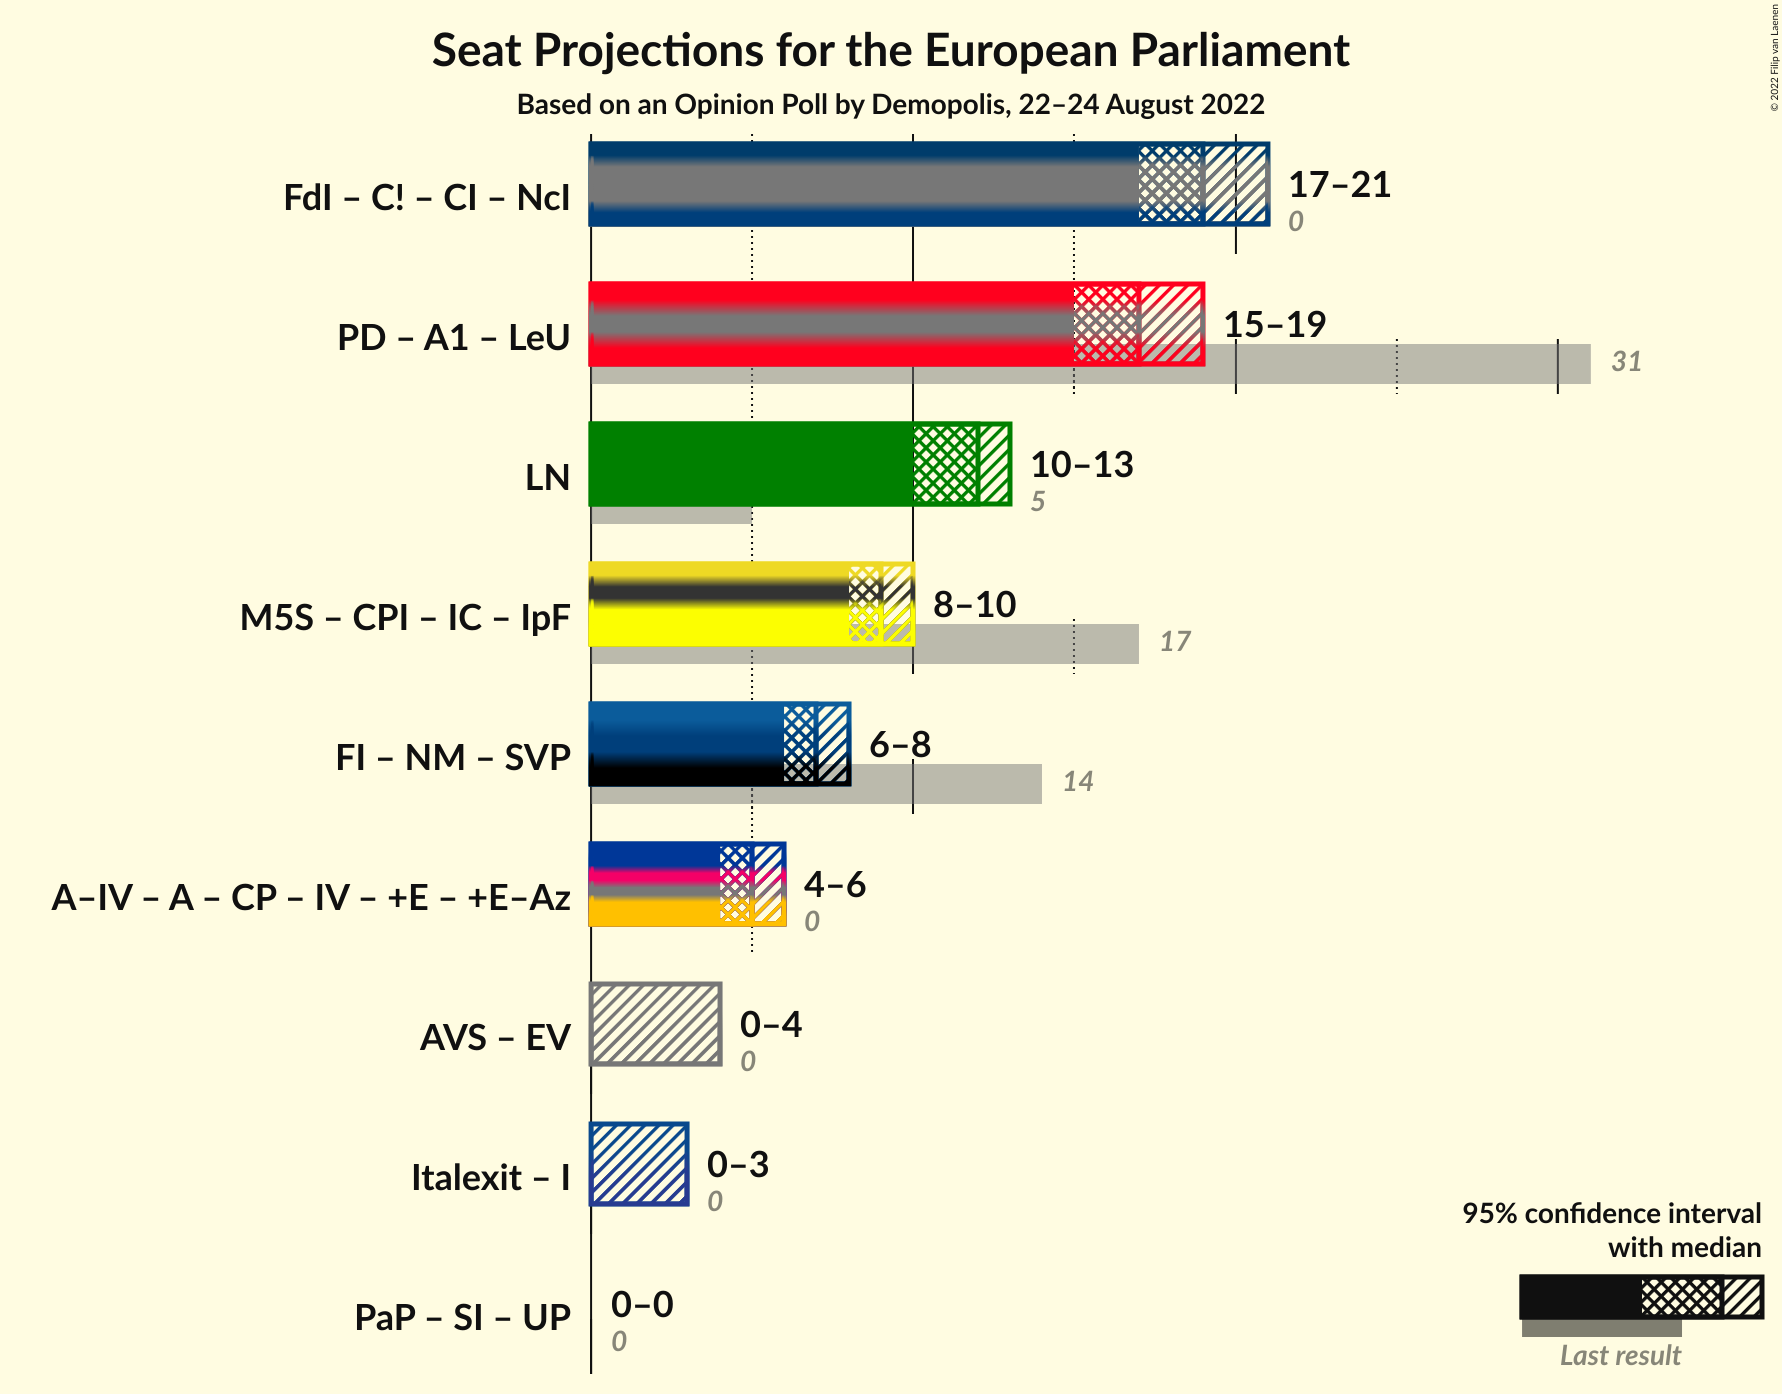 Seat Projections for the European Parliament
Based on an Opinion Poll by Demopolis, 22–24 August 2022
© 2022 Filip van Laenen
FdI – C! – CI – NcI
17–21
0
PD – A1 – LeU
15–19
31
LN
10–13
5
M5S – CPI – IC – IpF
8–10
17
FI – NM – SVP
6–8
14
A–IV – A – CP – IV – +E – +E–Az
4–6
0
AVS – EV
0–4
0
Italexit – I
0–3
0
PaP – SI – UP
0–0
0
95% confidence interval
with median
Last result